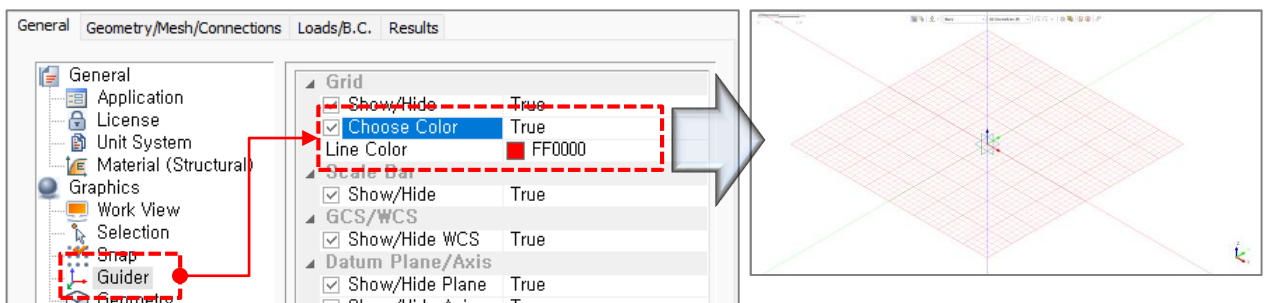 General Geometry/Mesh/Connections Loads/B.C. Results
General
Application
License
Unit System
Material (Structural)
Graphics
Work View
Selection
Snap
Guider
Geometry
Grid
Show/Hide True
Choose Color True
Line Color FF0000
Scale Bar
Show/Hide True
GCS/WCS
Show/Hide WCS True
Datum Plane/Axis
Show/Hide Plane True